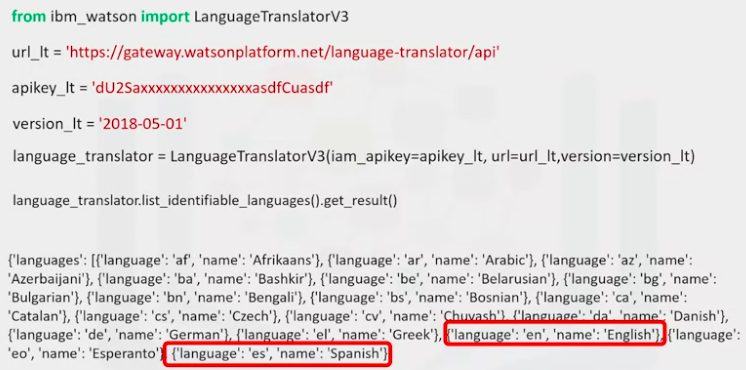 from ibm_watson import LanguageTranslatorV3
url_lt = 'https://gateway.watsonplatform.net/language-translator/api'
apikey_lt = 'dU2SaxxxxxxxxxxxxxxxasdfCuasdf'
version_lt = '2018-05-01'
language_translator = LanguageTranslatorV3(iam_apikey=apikey_lt, url=url_lt,version=version_lt)
language_translator.list_identifiable_languages().get_result()
{'languages': [{'language': 'af', 'name': 'Afrikaans'}, {'language': 'ar', 'name': 'Arabic'}, {'language': 'az', 'name':
'Azerbaijani'}, {'language': 'ba', 'name': 'Bashkir'}, {'language': 'be', 'name': 'Belarusian'}, {'language': 'bg', 'name':
'Bulgarian'}, {'language': 'bn', 'name': 'Bengali'}, {'language': 'bs', 'name': 'Bosnian'}, {'language': 'ca', 'name':
'Catalan'}, {'language': 'cs', 'name': 'Czech'}, {'language': 'cv', 'name': 'Chuvash'}, {'language': 'da', 'name': 'Danish'},
{'language': 'de', 'name': 'German'}, {'language': 'el', 'name': 'Greek'}, {'language': 'en', 'name': 'English'}, {'language':
'eo', 'name': 'Esperanto'}, {'language': 'es', 'name': 'Spanish'}